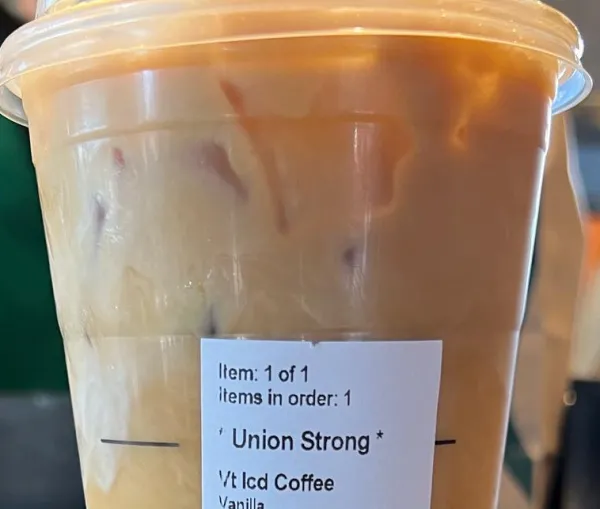 Item: 1 of 1
Items in order: 1
* Union Strong *
Vt Icd Coffee
Vanilla